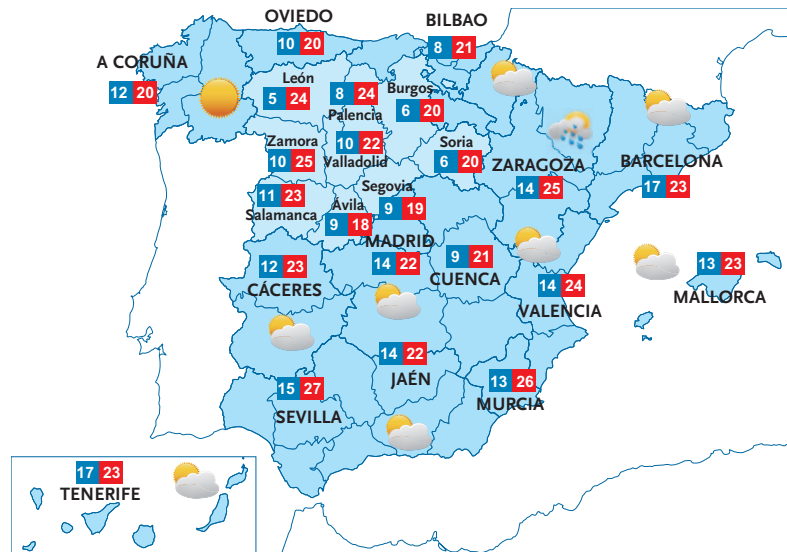 OVIEDO
10 20
BILBAO
8 21
A CORUÑA
12 20
León
5 24
8 24
Palencia
Burgos
6 20
Zamora
10 25
10 22
Valladolid
Soria
6 20
ZARAGOZA
14 25
BARCELONA
17 23
11 23
Salamanca
Ávila
9 18
Segovia
9 19
MADRID
14 22
9 21
CUENCA
12 23
CÁCERES
14 24
VALENCIA
13 23
MALLORCA
14 22
JAÉN
15 27
SEVILLA
13 26
MURCIA
17 23
TENERIFE